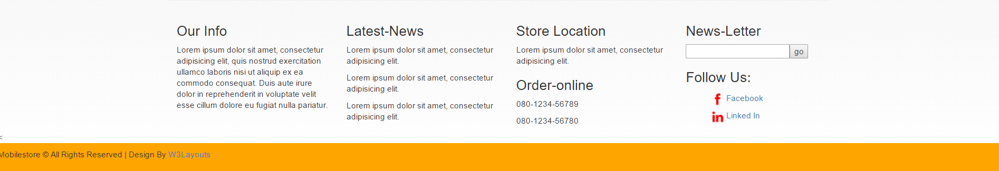 Our Info
Lorem ipsum dolor sit amet, consectetur
adipisicing elit, quis nostrud exercitation
ullamco laboris nisi ut aliquip ex ea
commodo consequat. Duis aute irure
dolor in reprehenderit in voluptate velit
esse cillum dolore eu fugiat nulla pariatur.
Latest-News
Lorem ipsum dolor sit amet, consectetur
adipisicing elit.
Lorem ipsum dolor sit amet, consectetur
adipisicing elit.
Lorem ipsum dolor sit amet, consectetur
adipisicing elit.
Store Location
Lorem ipsum dolor sit amet, consectetur
adipisicing elit.
Order-online
080-1234-56789
080-1234-56780
News-Letter
go
Follow Us:
f Facebook
in Linked In
<
Mobilestore © All Rights Reserved | Design By W3Layouts